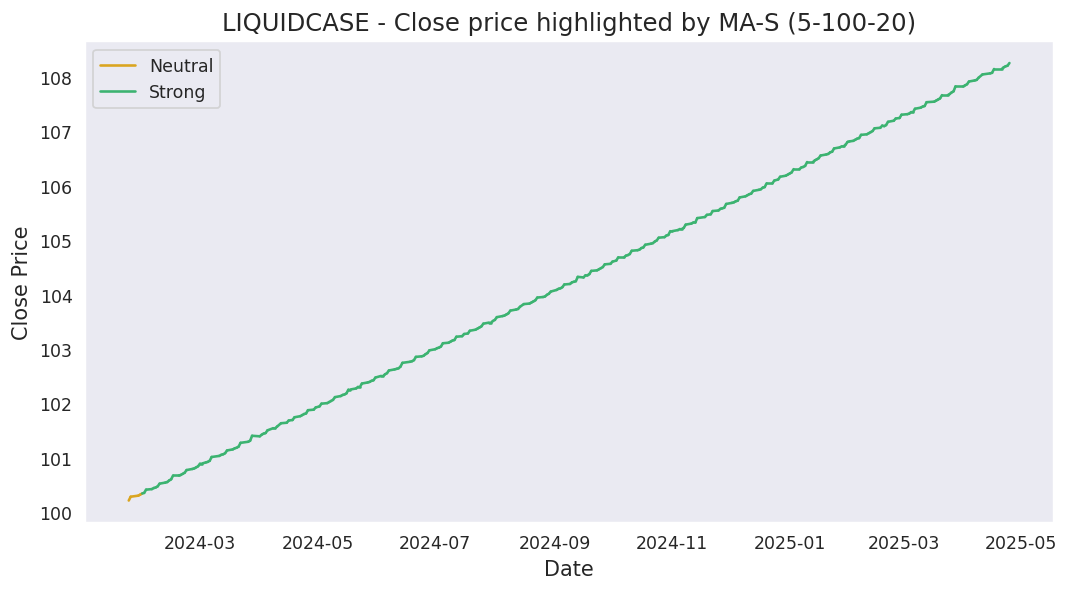 LIQUIDCASE - Close price highlighted by MA-S (5-100-20)
Neutral
Strong
108
107
106
105
104
103
102
101
100
Close Price
2024-03 2024-05 2024-07 2024-09 2024-11 2025-01 2025-03 2025-05
Date